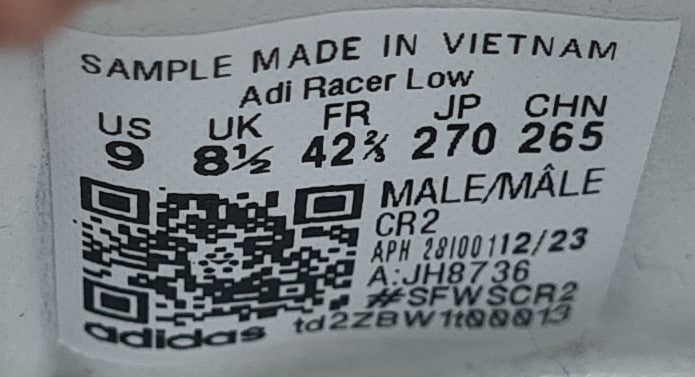 SAMPLE MADE IN VIETNAM
Adi Racer Low
US UK FR JP CHN
9 8½ 42⅔ 270 265
MALE/MÂLE
CR2
APH 28100112/23
A:JH8736
#SFWSCR2
adidas td2ZBW1t00013